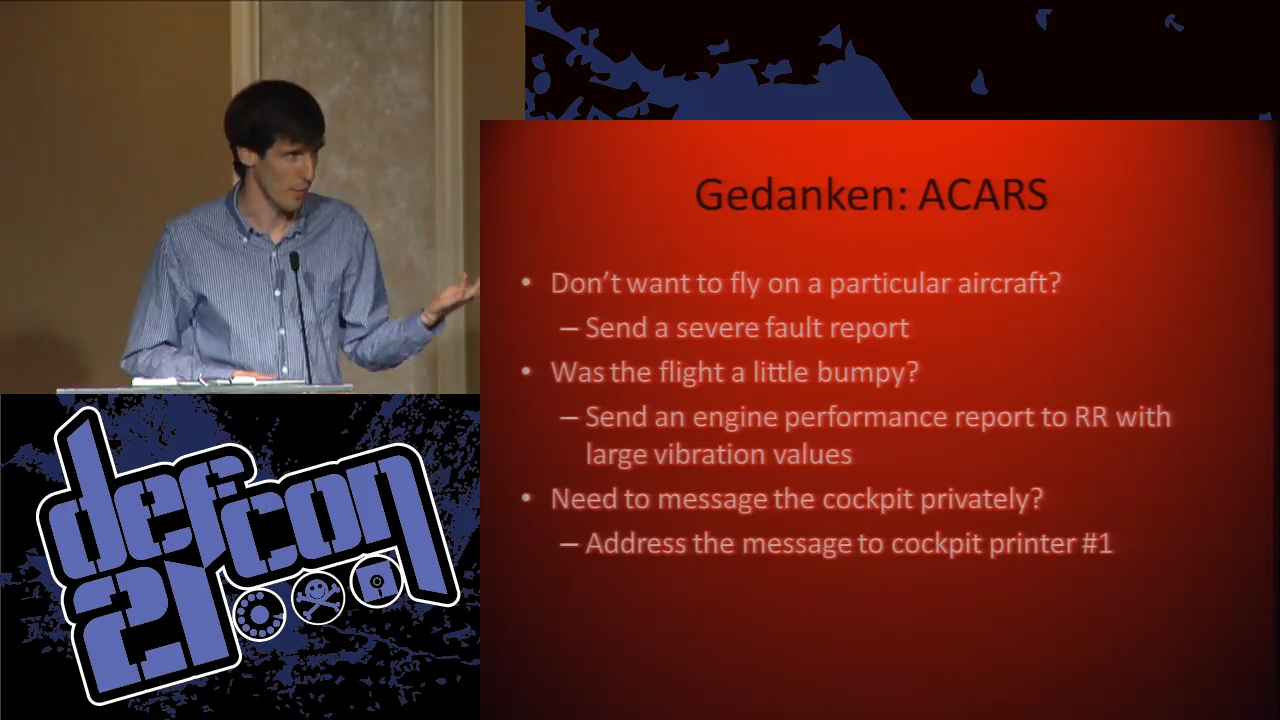 Gedanken: ACARS
• Don't want to fly on a particular aircraft?
– Send a severe fault report
• Was the flight a little bumpy?
– Send an engine performance report to RR with
large vibration values
• Need to message the cockpit privately?
– Address the message to cockpit printer #1
defcon
21